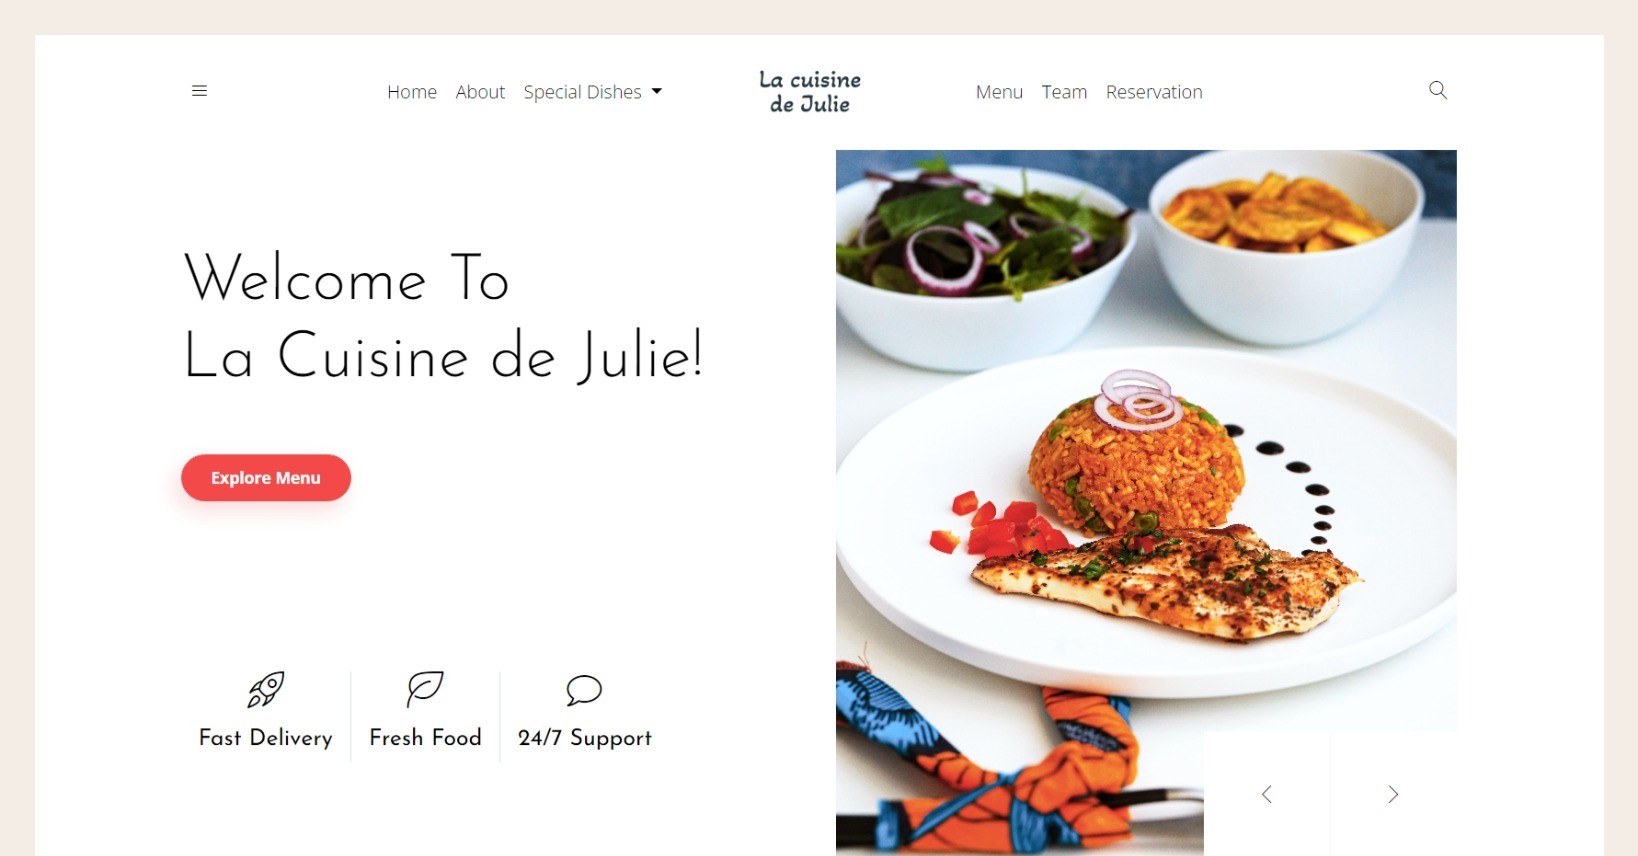 Home About Special Dishes
La cuisine
de Julie
Menu Team Reservation
Welcome To
La Cuisine de Julie!
Explore Menu
Fast Delivery
Fresh Food
24/7 Support